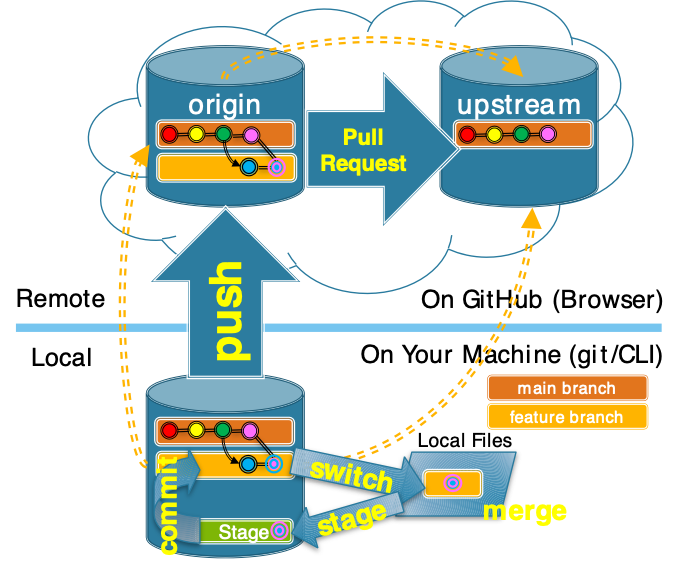 origin
upstream
Pull
Request
push
Remote
On GitHub (Browser)
Local
On Your Machine (git/CLI)
main branch
feature branch
Local Files
switch
commit
stage
merge
Stage